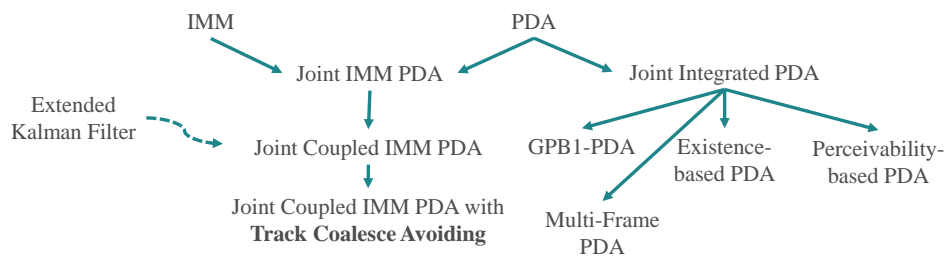 IMM
PDA
Joint IMM PDA
Joint Integrated PDA
Extended
Kalman Filter
Joint Coupled IMM PDA
GPB1-PDA
Existence-
based PDA
Perceivability-
based PDA
Joint Coupled IMM PDA with
Track Coalesce Avoiding
Multi-Frame
PDA